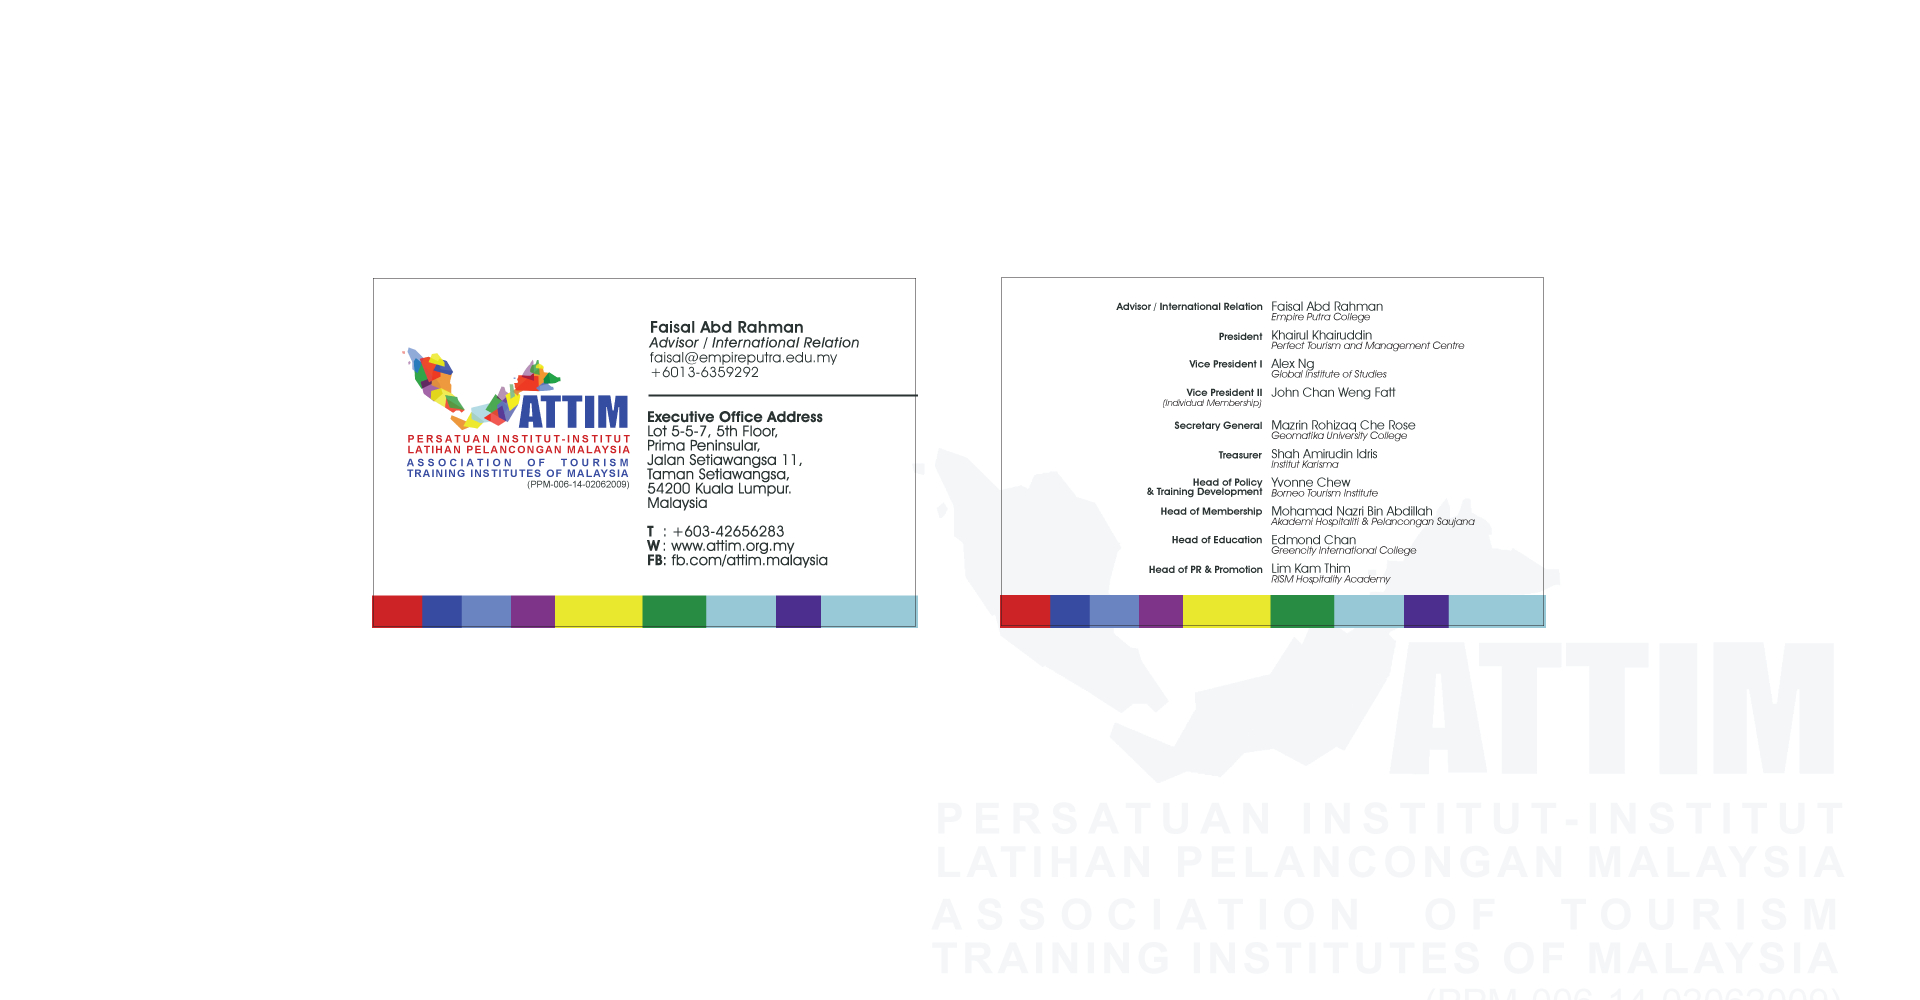 ATTIM
PERSATUAN INSTITUT-INSTITUT
LATIHAN PELANCONGAN MALAYSIA
ASSOCIATION OF TOURISM
TRAINING INSTITUTES OF MALAYSIA
(PPM-006-14-02062009)
Faisal Abd Rahman
Advisor / International Relation
faisal@empireputra.edu.my
+6013-6359292
Executive Office Address
Lot 5-5-7, 5th Floor,
Prima Peninsular,
Jalan Setiawangsa 11,
Taman Setiawangsa,
54200 Kuala Lumpur.
Malaysia
T : +603-42656283
W : www.attim.org.my
FB: fb.com/attim.malaysia
Advisor / International Relation Faisal Abd Rahman
Empire Putra College
President Khairul Khairuddin
Perfect Tourism and Management Centre
Vice President I Alex Ng
Global Institute of Studies
Vice President II John Chan Weng Fatt
(Individual Membership)
Secretary General Mazrin Rohizaq Che Rose
Geomatika University College
Treasurer Shah Amirudin Idris
Institut Karisma
Head of Policy Yvonne Chew
& Training Development Borneo Tourism Institute
Head of Membership Mohamad Nazri Bin Abdillah
Akademi Hospitaliti & Pelancongan Saujana
Head of Education Edmond Chan
Greencity International College
Head of PR & Promotion Lim Kam Thim
RISM Hospitality Academy
ATTIM
PERSATUAN INSTITUT-INSTITUT
LATIHAN PELANCONGAN MALAYSIA
ASSOCIATION OF TOURISM
TRAINING INSTITUTES OF MALAYSIA
(PPM-006-14-02062009)